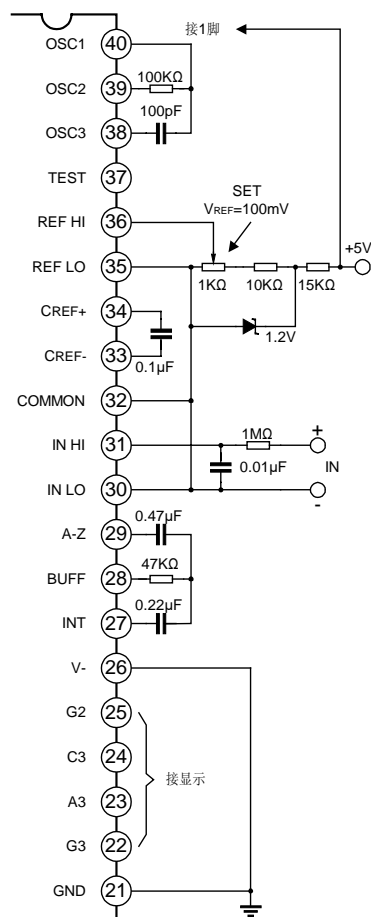 接1脚
OSC1 40
OSC2 39 100KΩ
100pF
OSC3 38
TEST 37
SET
VREF=100mV
REF HI 36
+5V
REF LO 35
1KΩ 10KΩ 15KΩ
CREF+ 34
1.2V
CREF- 33
0.1μF
COMMON 32
1MΩ +
IN HI 31
0.01μF IN
IN LO 30
-
0.47μF
A-Z 29
47KΩ
BUFF 28
0.22μF
INT 27
V- 26
G2 25
C3 24
接显示
A3 23
G3 22
GND 21